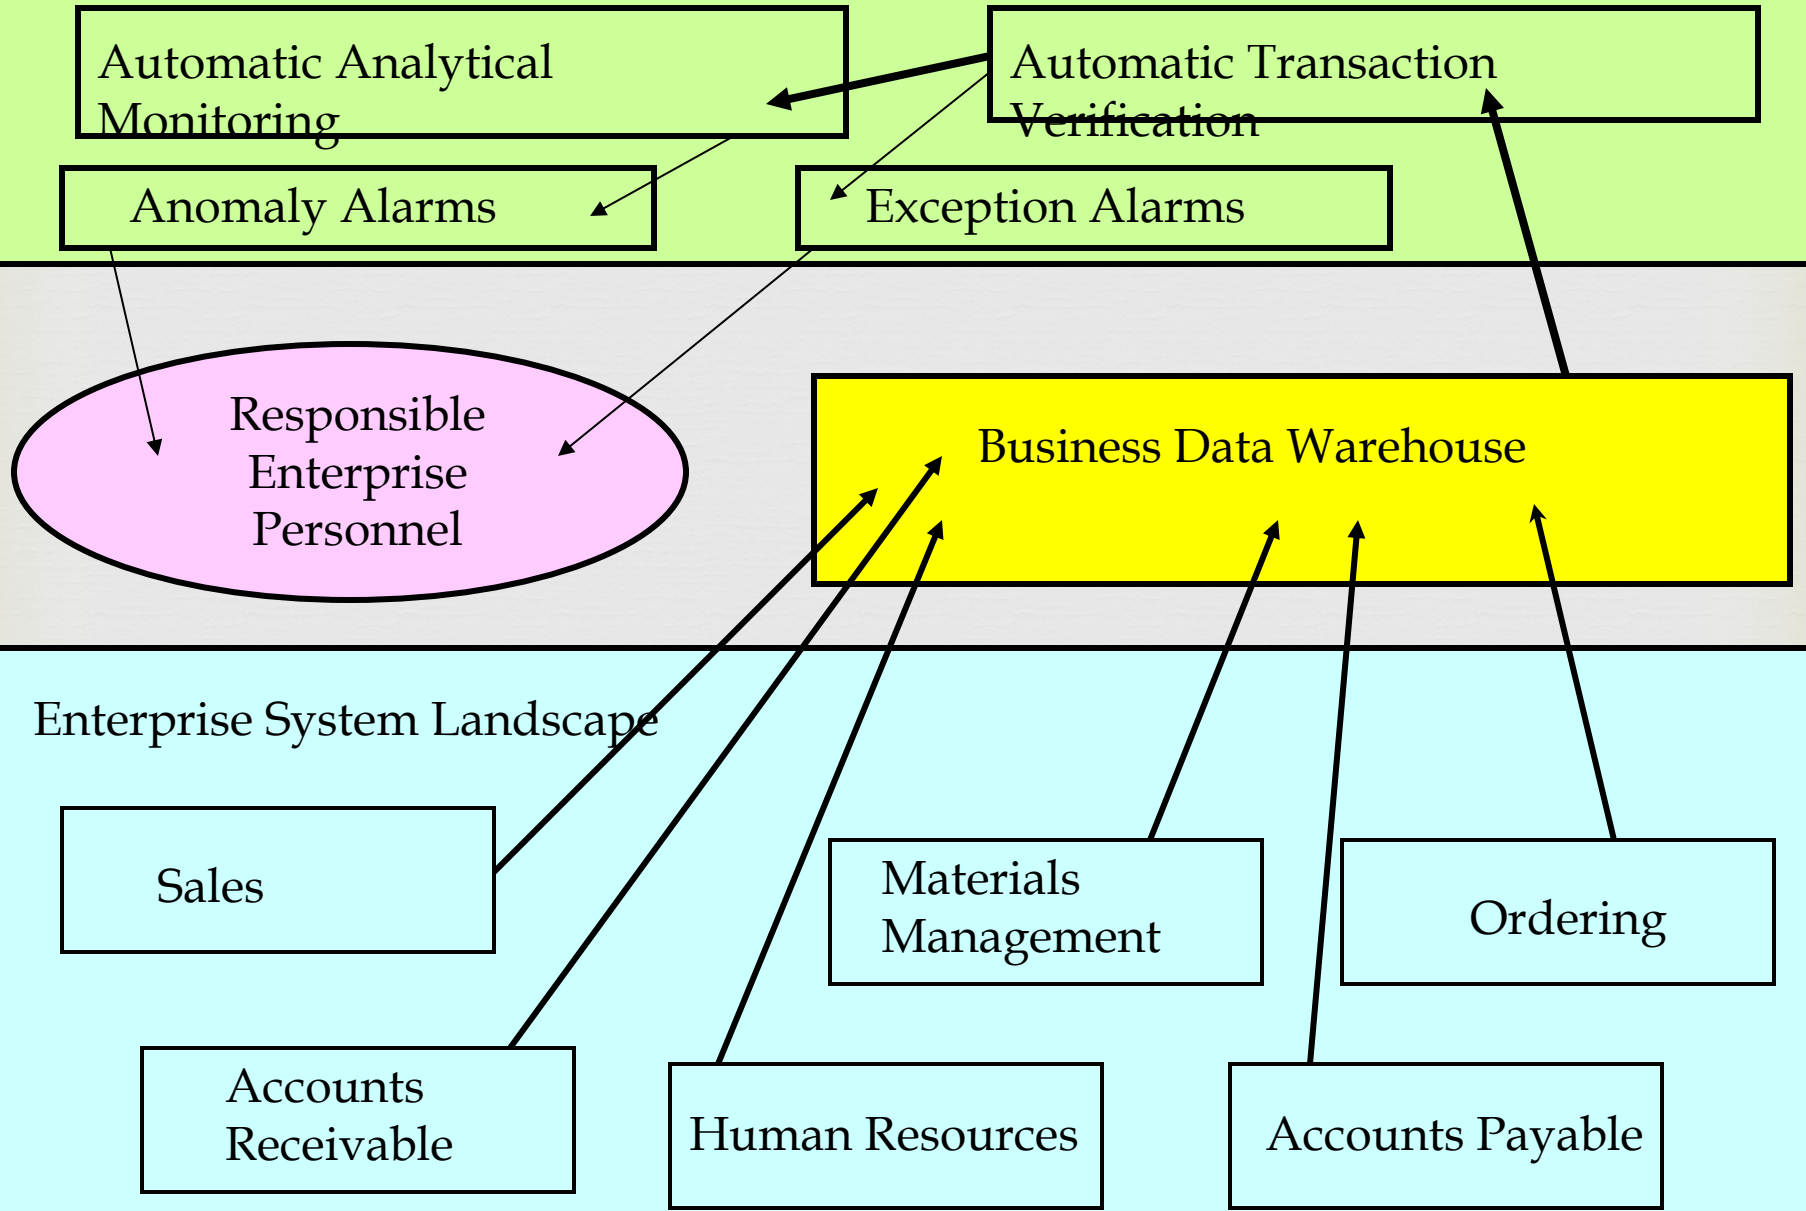 Automatic Analytical
Monitoring
Automatic Transaction
Verification
Anomaly Alarms
Exception Alarms
Responsible
Enterprise
Personnel
Business Data Warehouse
Enterprise System Landscape
Sales
Materials
Management
Ordering
Accounts
Receivable
Human Resources
Accounts Payable